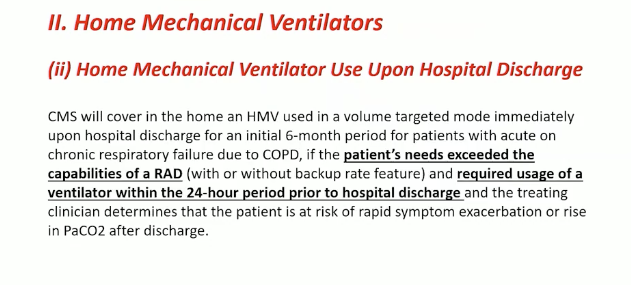 II. Home Mechanical Ventilators
(ii) Home Mechanical Ventilator Use Upon Hospital Discharge
CMS will cover in the home an HMV used in a volume targeted mode immediately
upon hospital discharge for an initial 6-month period for patients with acute on
chronic respiratory failure due to COPD, if the patient’s needs exceeded the
capabilities of a RAD (with or without backup rate feature) and required usage of a
ventilator within the 24-hour period prior to hospital discharge and the treating
clinician determines that the patient is at risk of rapid symptom exacerbation or rise
in PaCO2 after discharge.